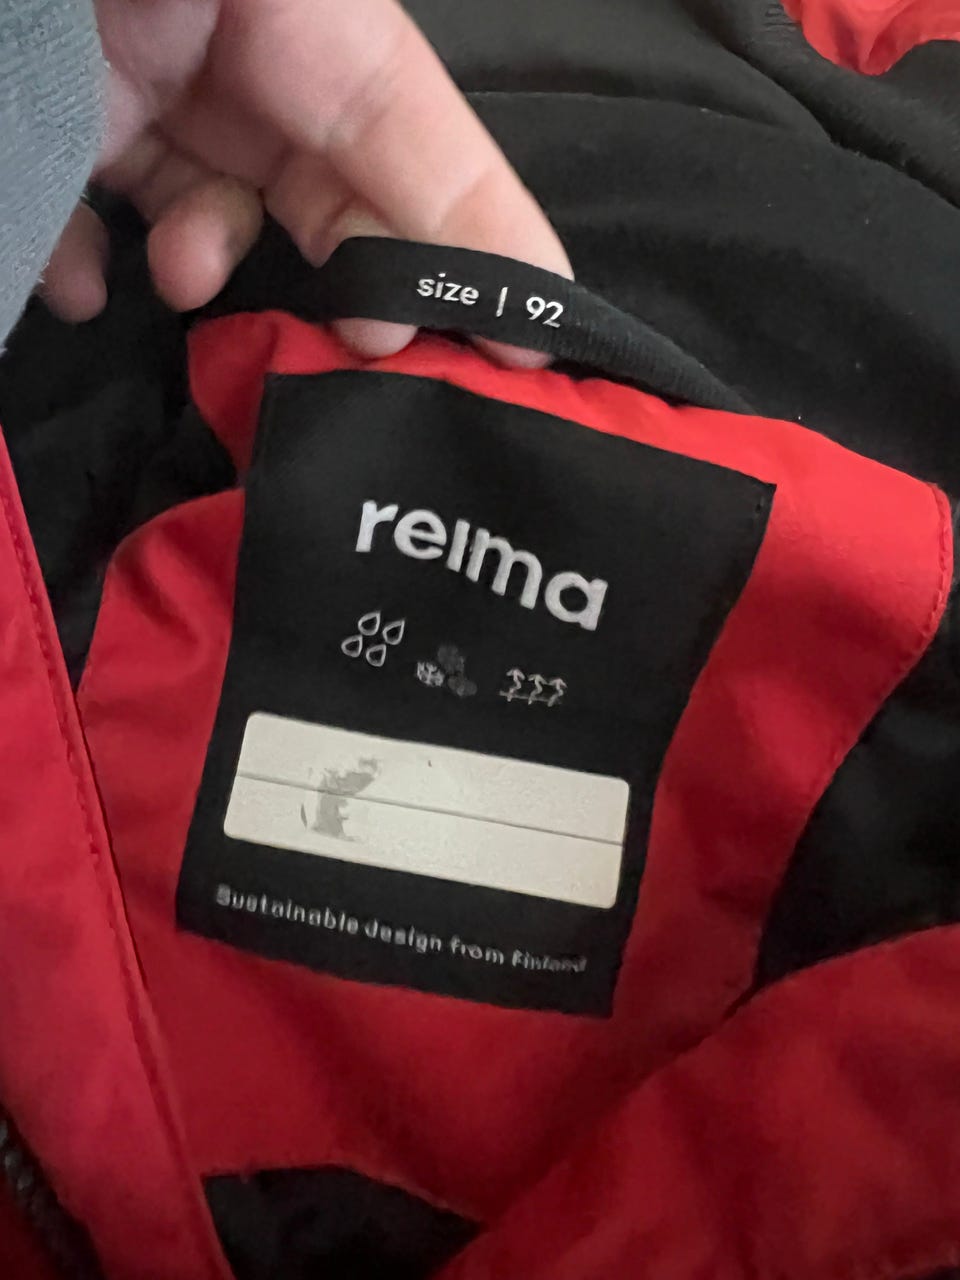 size | 92
reima
Sustainable design from Finland